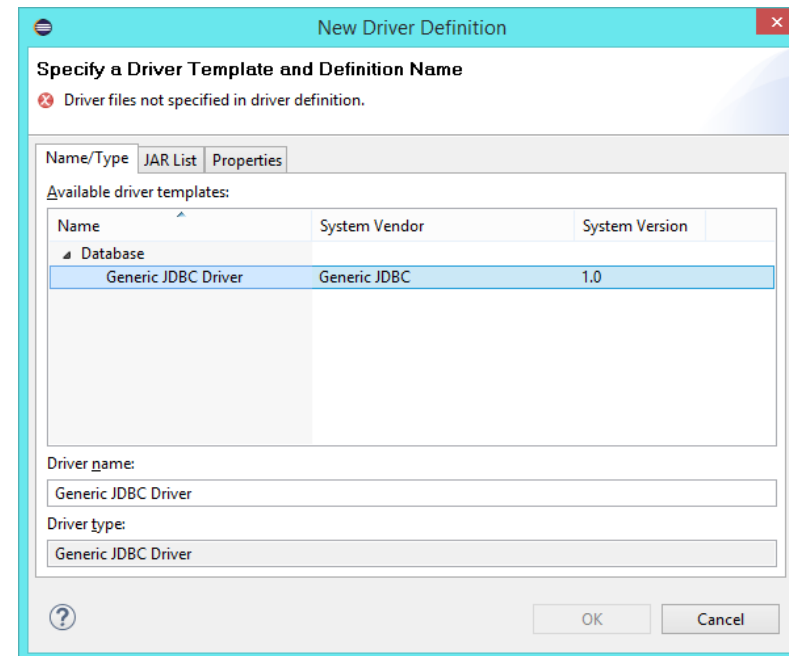 New Driver Definition
Specify a Driver Template and Definition Name
Driver files not specified in driver definition.
Name/Type JAR List Properties
Available driver templates:
Name System Vendor System Version
Database
Generic JDBC Driver Generic JDBC 1.0
Driver name:
Generic JDBC Driver
Driver type:
Generic JDBC Driver
OK Cancel